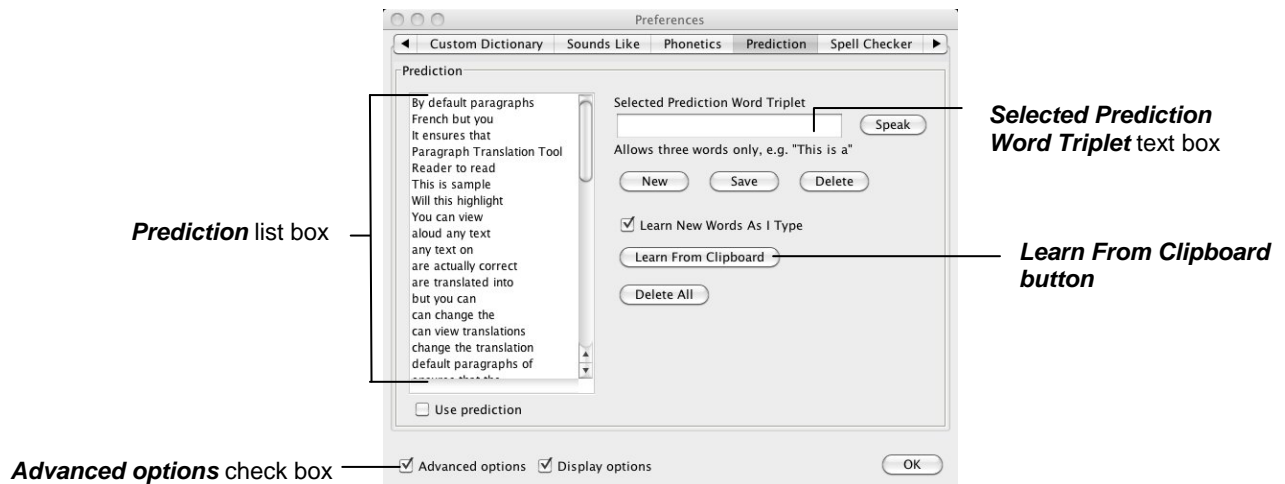 Preferences
Custom Dictionary Sounds Like Phonetics Prediction Spell Checker
Prediction
By default paragraphs
French but you
It ensures that
Paragraph Translation Tool
Reader to read
This is sample
Will this highlight
You can view
aloud any text
any text on
are actually correct
are translated into
but you can
can change the
can view translations
change the translation
default paragraphs of
ensures that the
Selected Prediction Word Triplet
Speak
Allows three words only, e.g. "This is a"
New Save Delete
Learn New Words As I Type
Learn From Clipboard
Delete All
Use prediction
Advanced options Display options OK
Prediction list box
Advanced options check box
Selected Prediction
Word Triplet text box
Learn From Clipboard
button